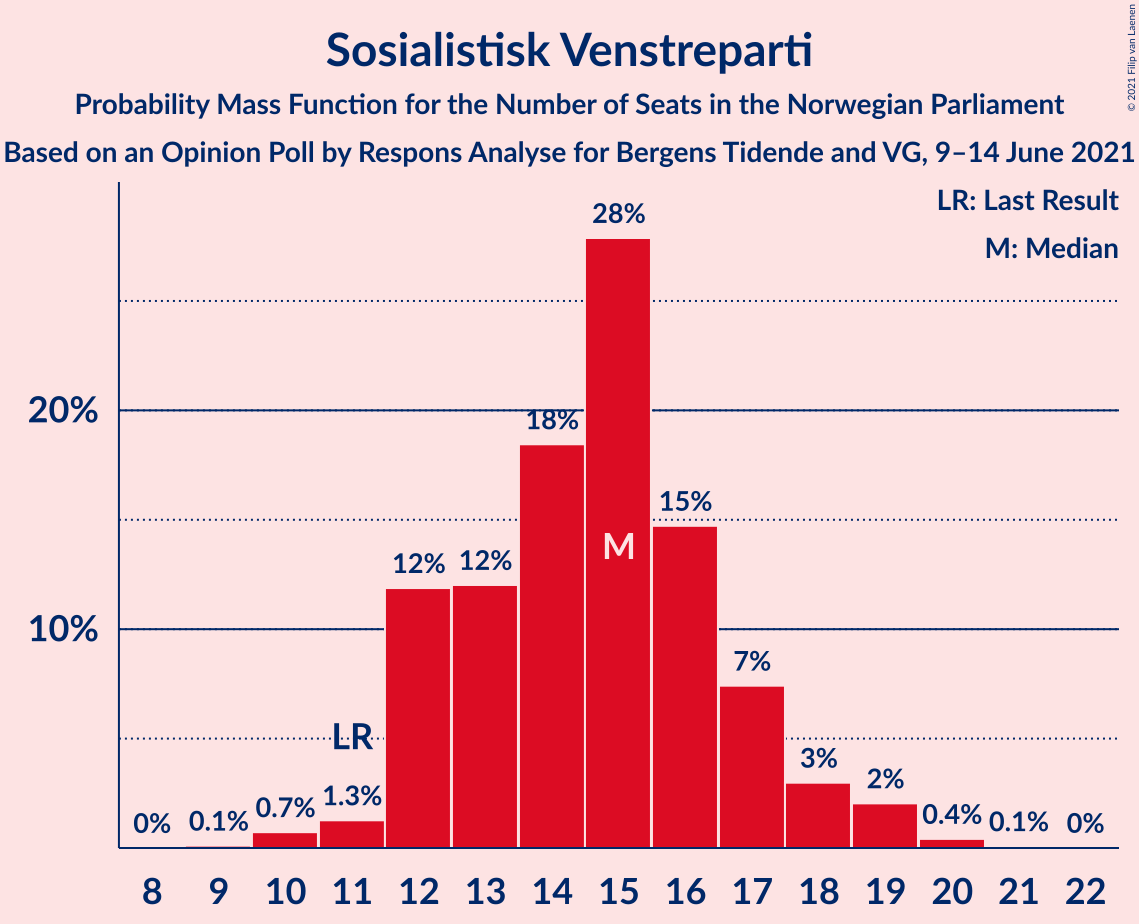 Sosialistisk Venstreparti
Probability Mass Function for the Number of Seats in the Norwegian Parliament
Based on an Opinion Poll by Respons Analyse for Bergens Tidende and VG, 9–14 June 2021
© 2021 Filip van Laenen
LR: Last Result
M: Median
28%
20%
18%
15%
M
12%
12%
10%
7%
LR
3%
2%
1.3%
0.7%
0.4%
0%
0.1%
0.1%
0%
8 9 10 11 12 13 14 15 16 17 18 19 20 21 22